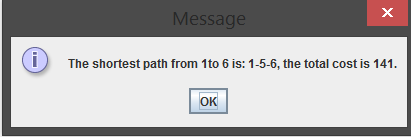 Message
The shortest path from 1to 6 is: 1-5-6, the total cost is 141.
OK